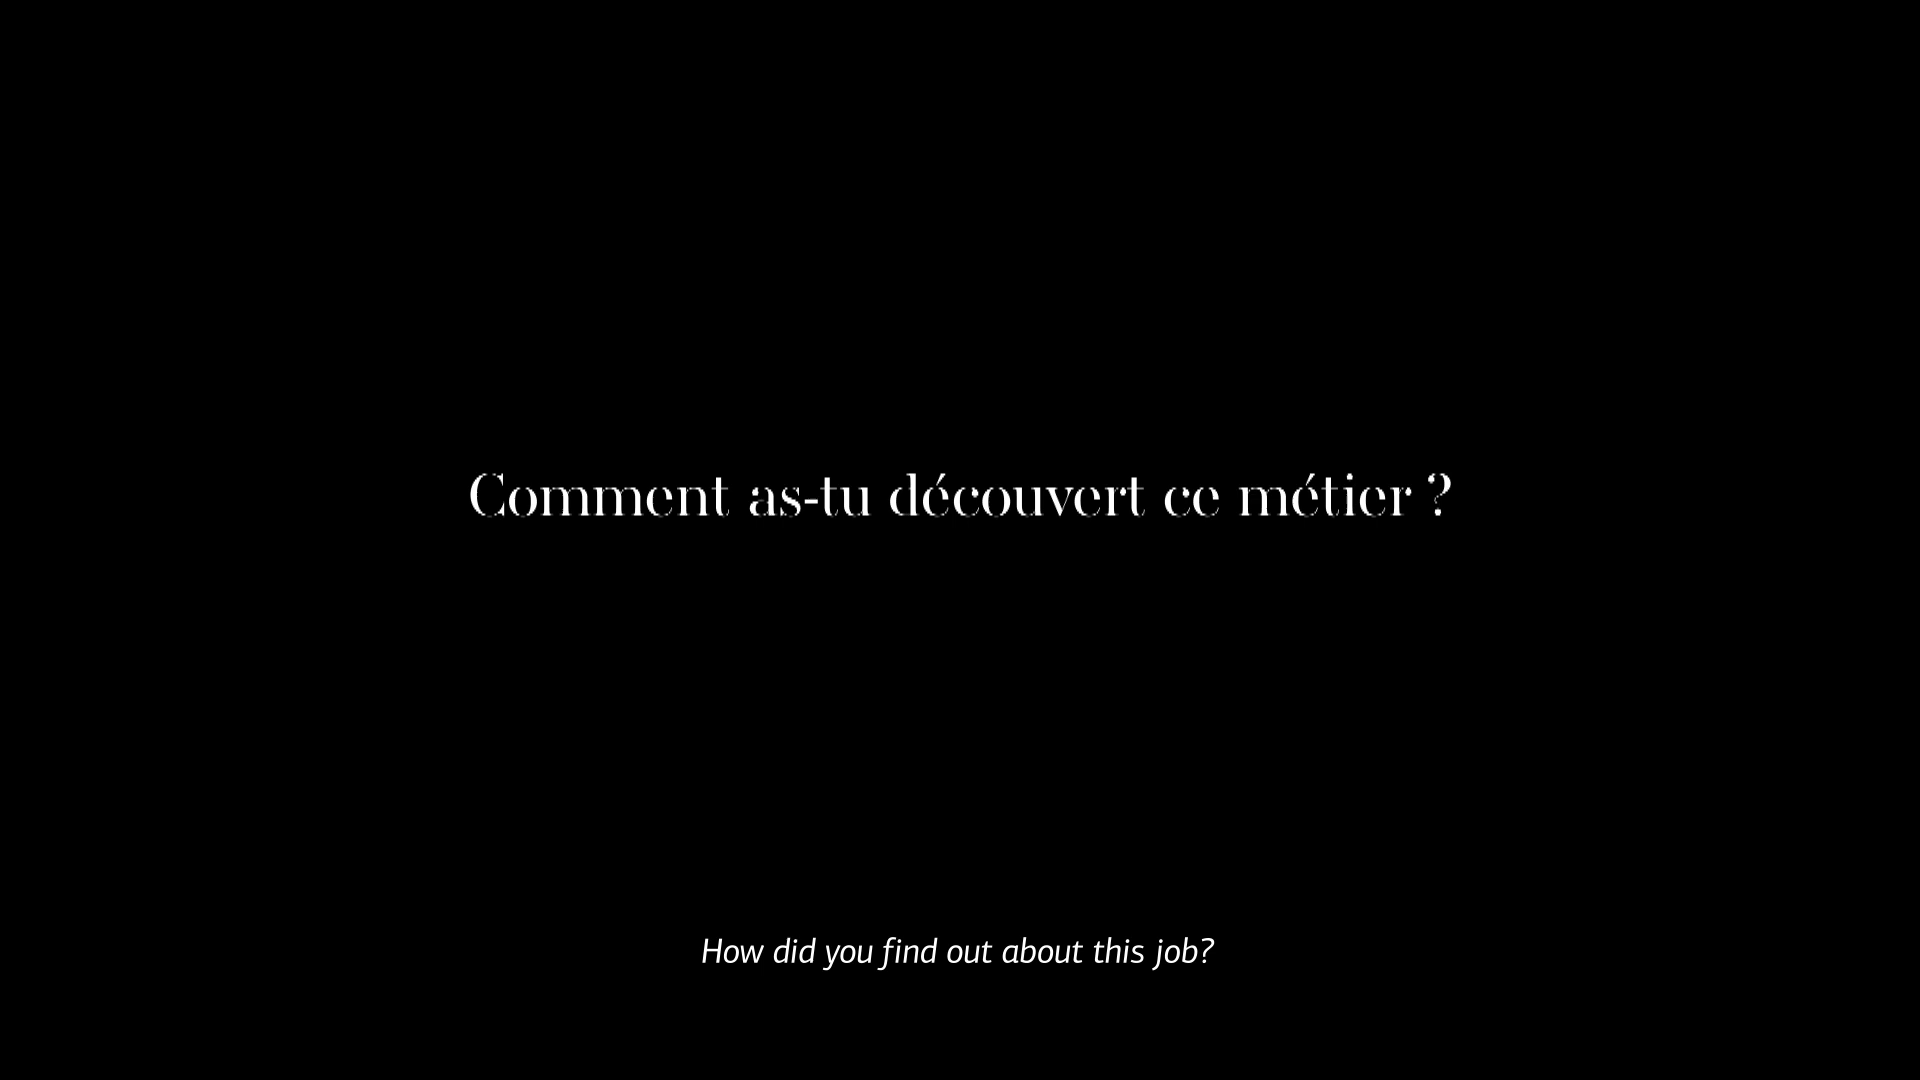 Comment as-tu découvert ce métier ?
How did you find out about this job?